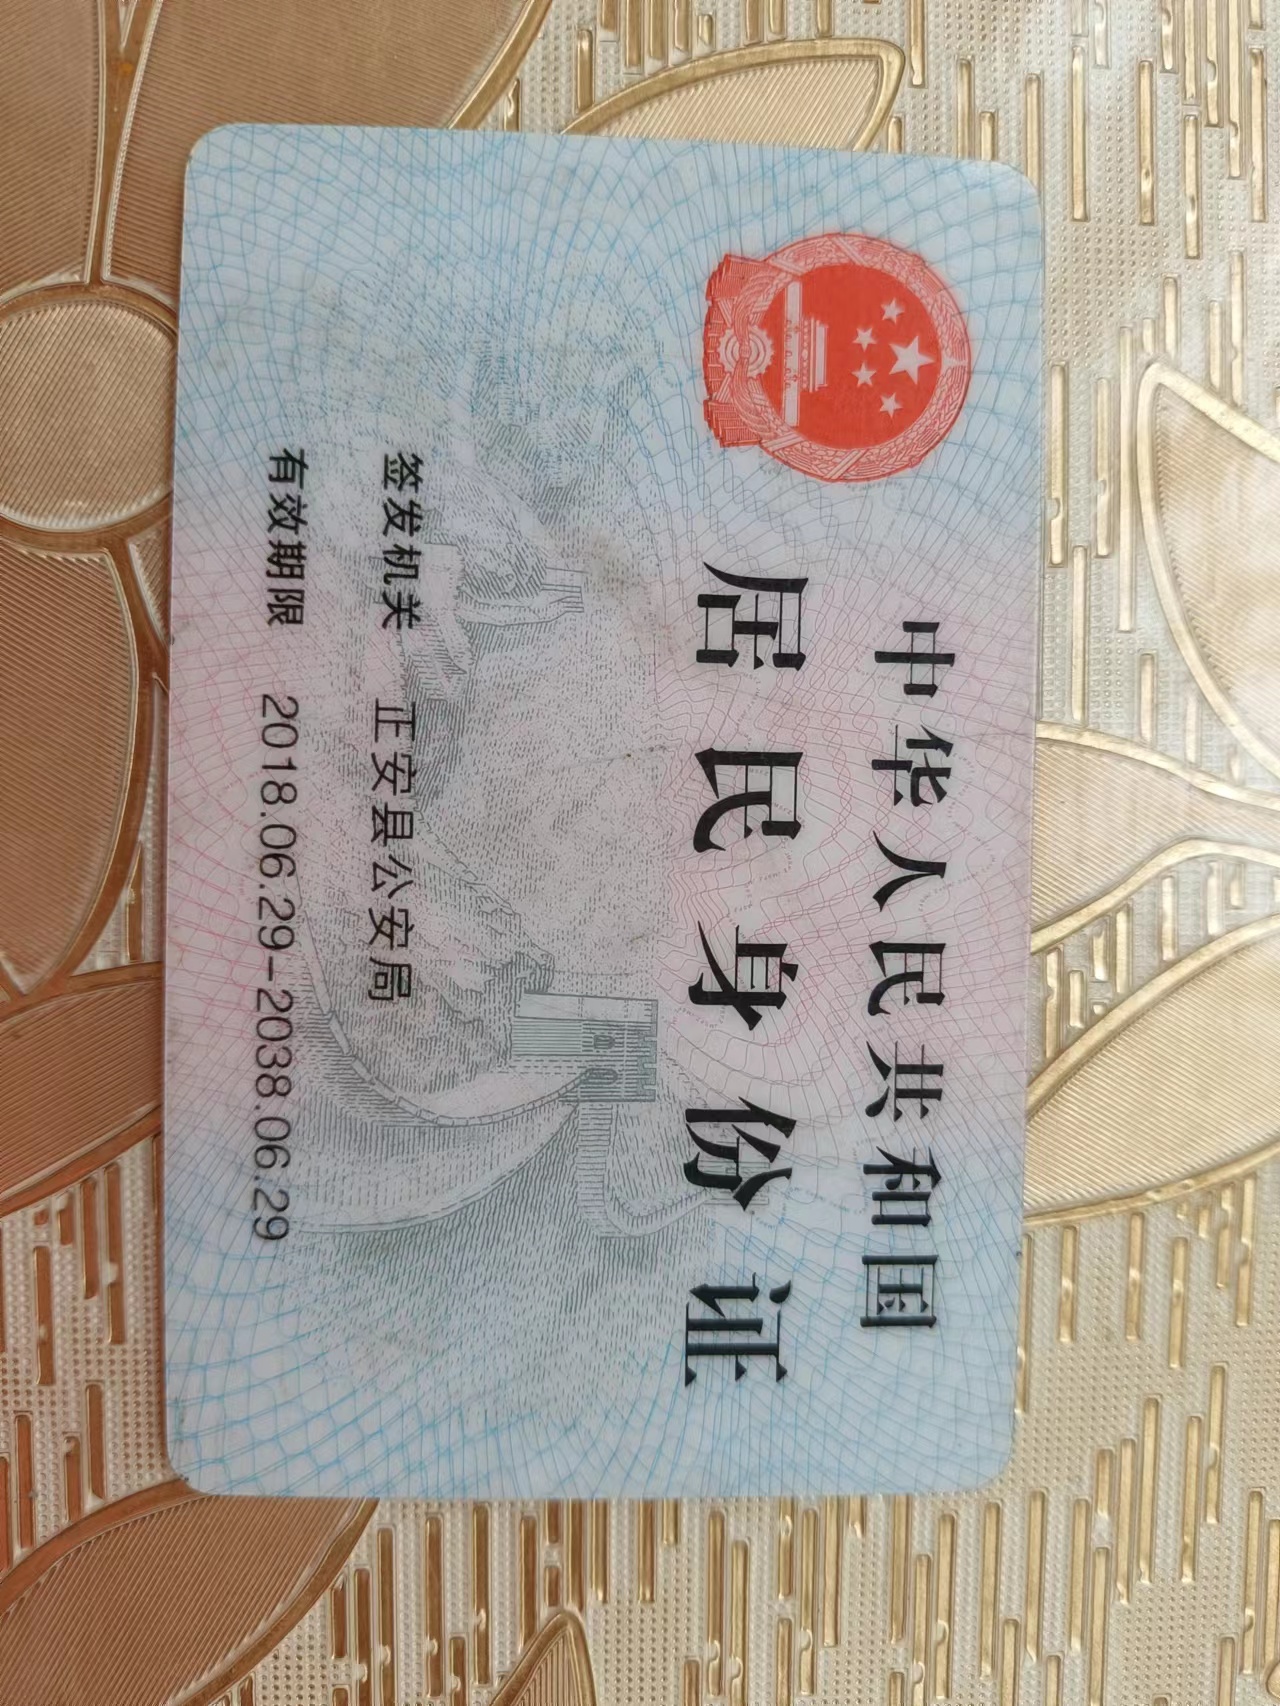 中华人民共和国
居民身份证
签发机关 正安县公安局
有效期限 2018.06.29-2038.06.29